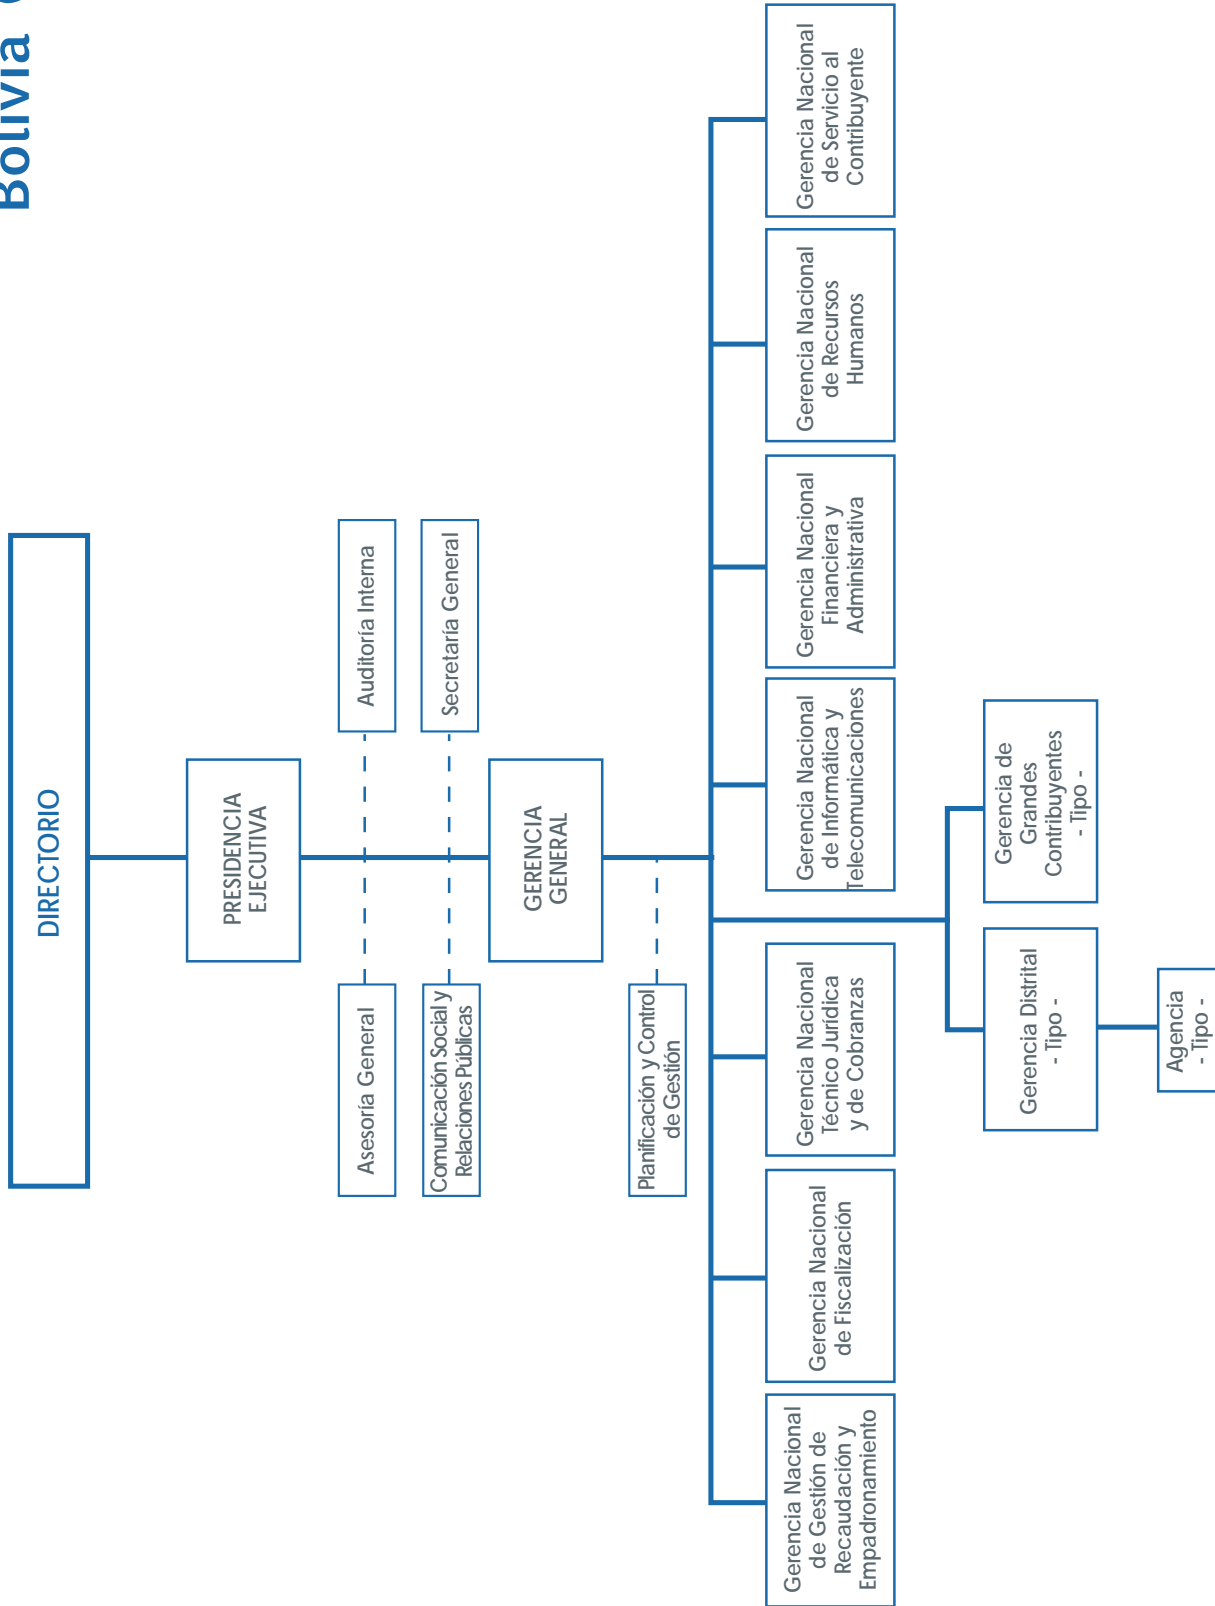 Bolivia
DIRECTORIO
PRESIDENCIA
EJECUTIVA
Asesoría General
Auditoría Interna
Comunicación Social y
Relaciones Públicas
Secretaría General
GERENCIA
GENERAL
Planificación y Control
de Gestión
Gerencia Nacional
de Gestión de
Recaudación y
Empadronamiento
Gerencia Nacional
de Fiscalización
Gerencia Nacional
Técnico Jurídica
y de Cobranzas
Gerencia Nacional
de Informática y
Telecomunicaciones
Gerencia Nacional
Financiera y
Administrativa
Gerencia Nacional
de Recursos
Humanos
Gerencia Nacional
de Servicio al
Contribuyente
Gerencia Distrital
- Tipo -
Gerencia de
Grandes
Contribuyentes
- Tipo -
Agencia
- Tipo -